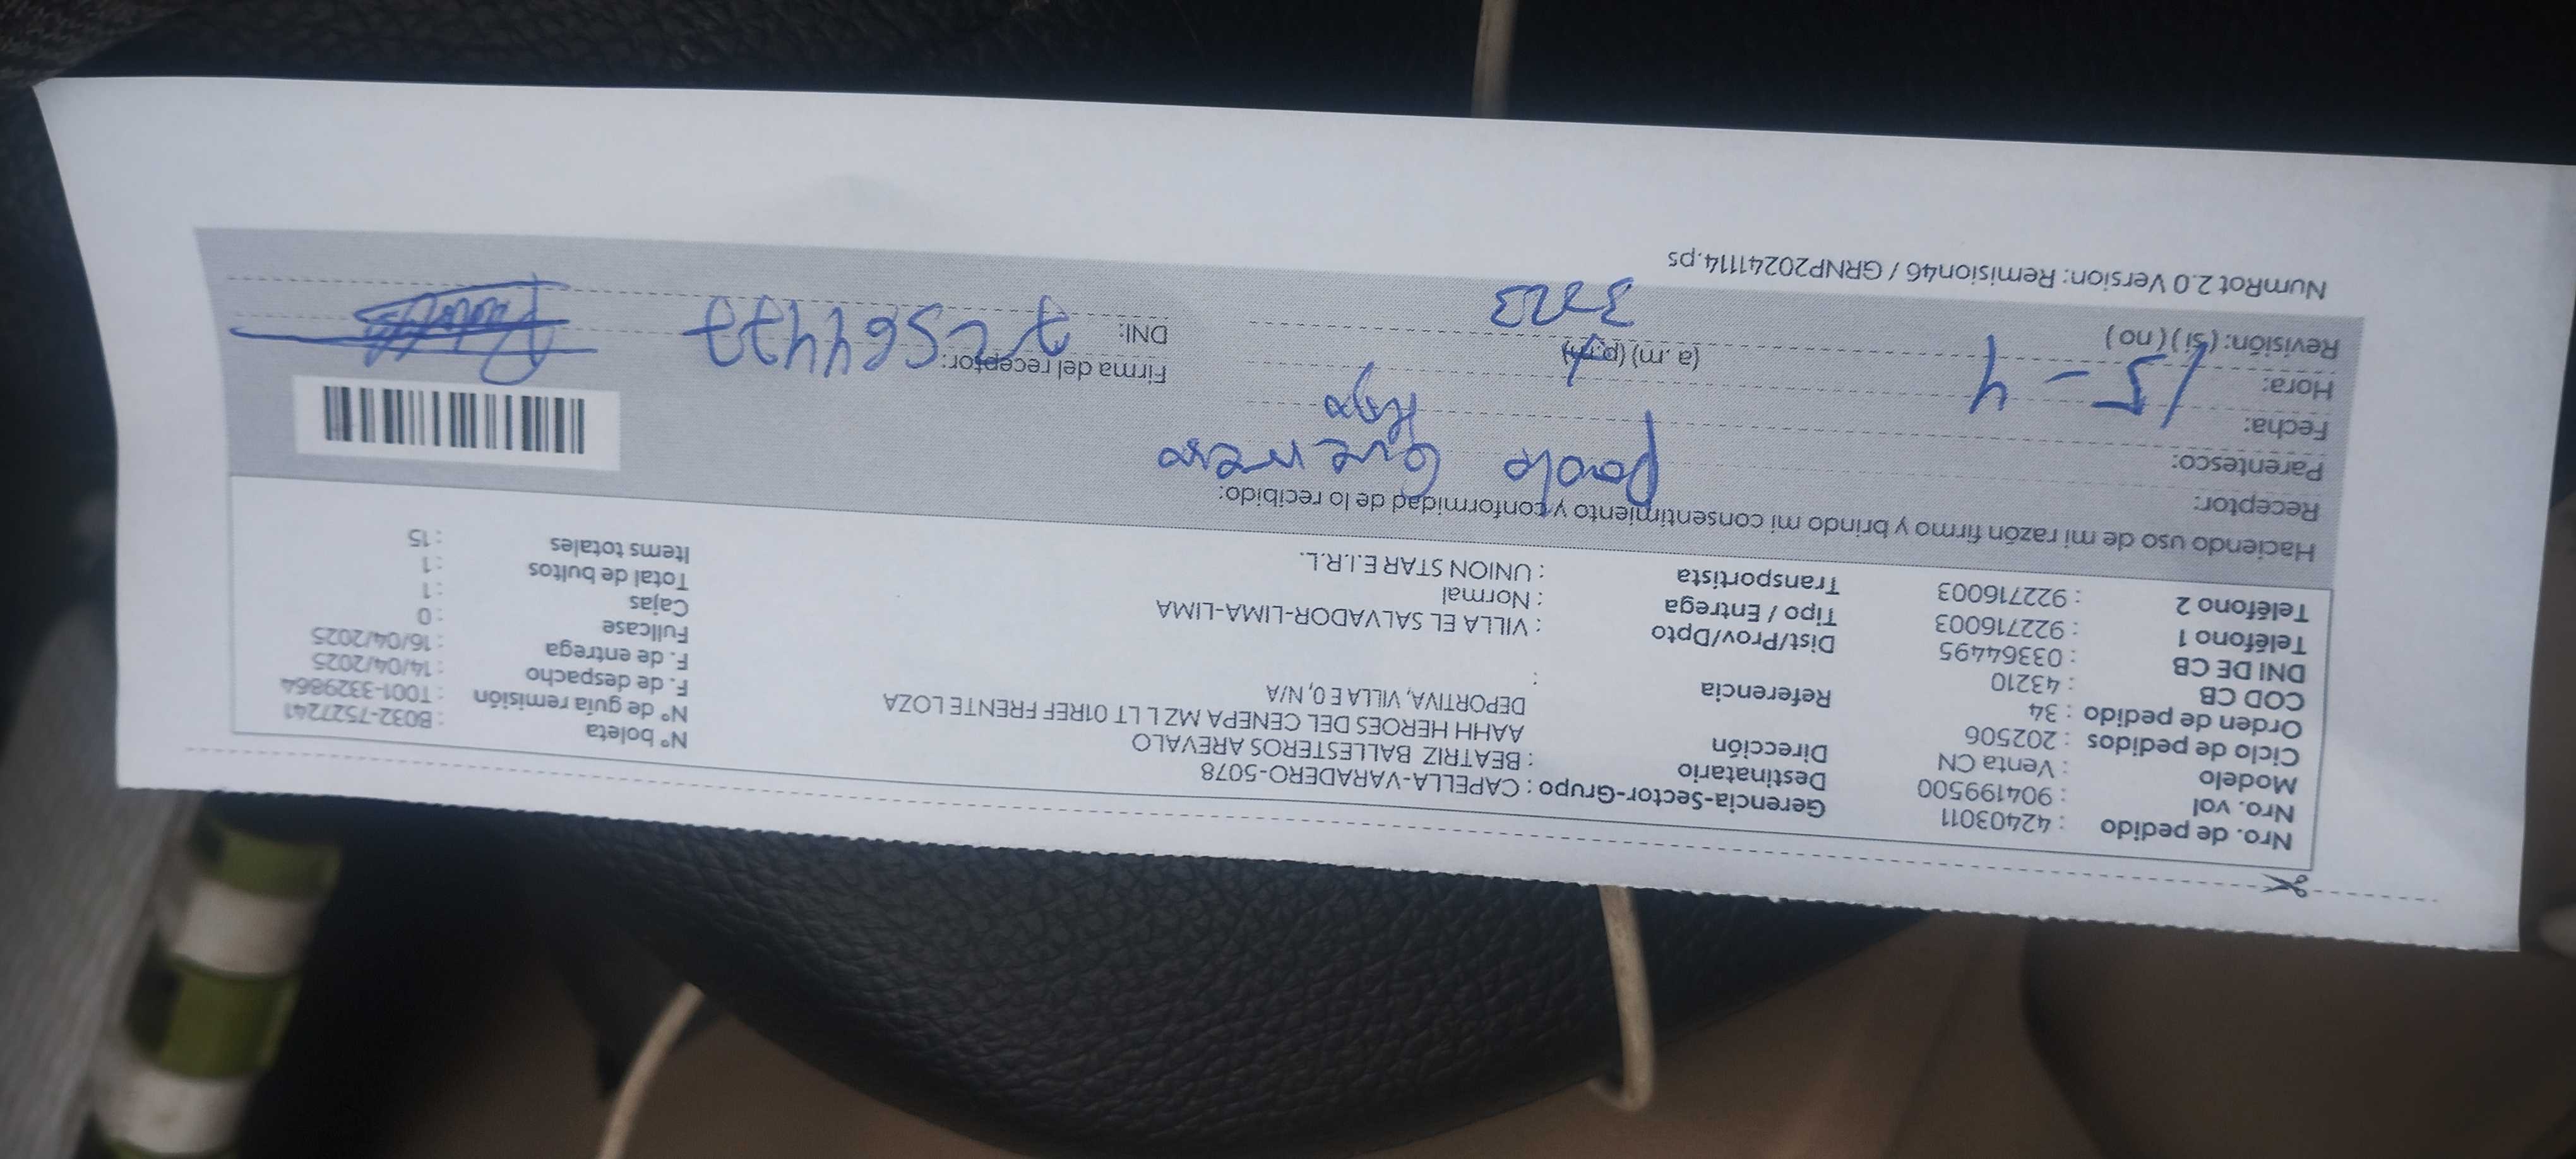 Nro. de pedido : 42403011
Nro. vol : 904199500
Modelo : Venta CN
Ciclo de pedidos : 202506
Orden de pedido : 34
COD CB : 43210
DNI DE CB : 03364495
Teléfono 1 : 922716003
Teléfono 2 : 922716003
Gerencia-Sector-Grupo : CAPELLA-VARADERO-5078
Destinatario : BEATRIZ BALLESTEROS AREVALO
Dirección AAHH HEROES DEL CENEPA MZ L LT 01REF FRENTE LOZA
DEPORTIVA, VILLA E 0, N/A
Referencia :
Dist/Prov/Dpto : VILLA EL SALVADOR-LIMA-LIMA
Tipo / Entrega : Normal
Transportista : UNION STAR E.I.R.L.
Nº boleta : B032-7527241
Nº de guía remisión : T001-3329864
F. de despacho : 14/04/2025
F. de entrega : 16/04/2025
Fullcase : 0
Cajas : 1
Total de bultos : 1
Items totales : 15
Haciendo uso de mi razón firmo y brindo mi consentimiento y conformidad de lo recibido:
Receptor: Paola
Parentesco: Hija
Fecha: 15-4
Hora: (a.m) (p.m)
Revisión: (Sí) (no) 3223
Firma del receptor:
DNI:
NumRot 2.0 Version: Remision46 / GRNP20241114.ps